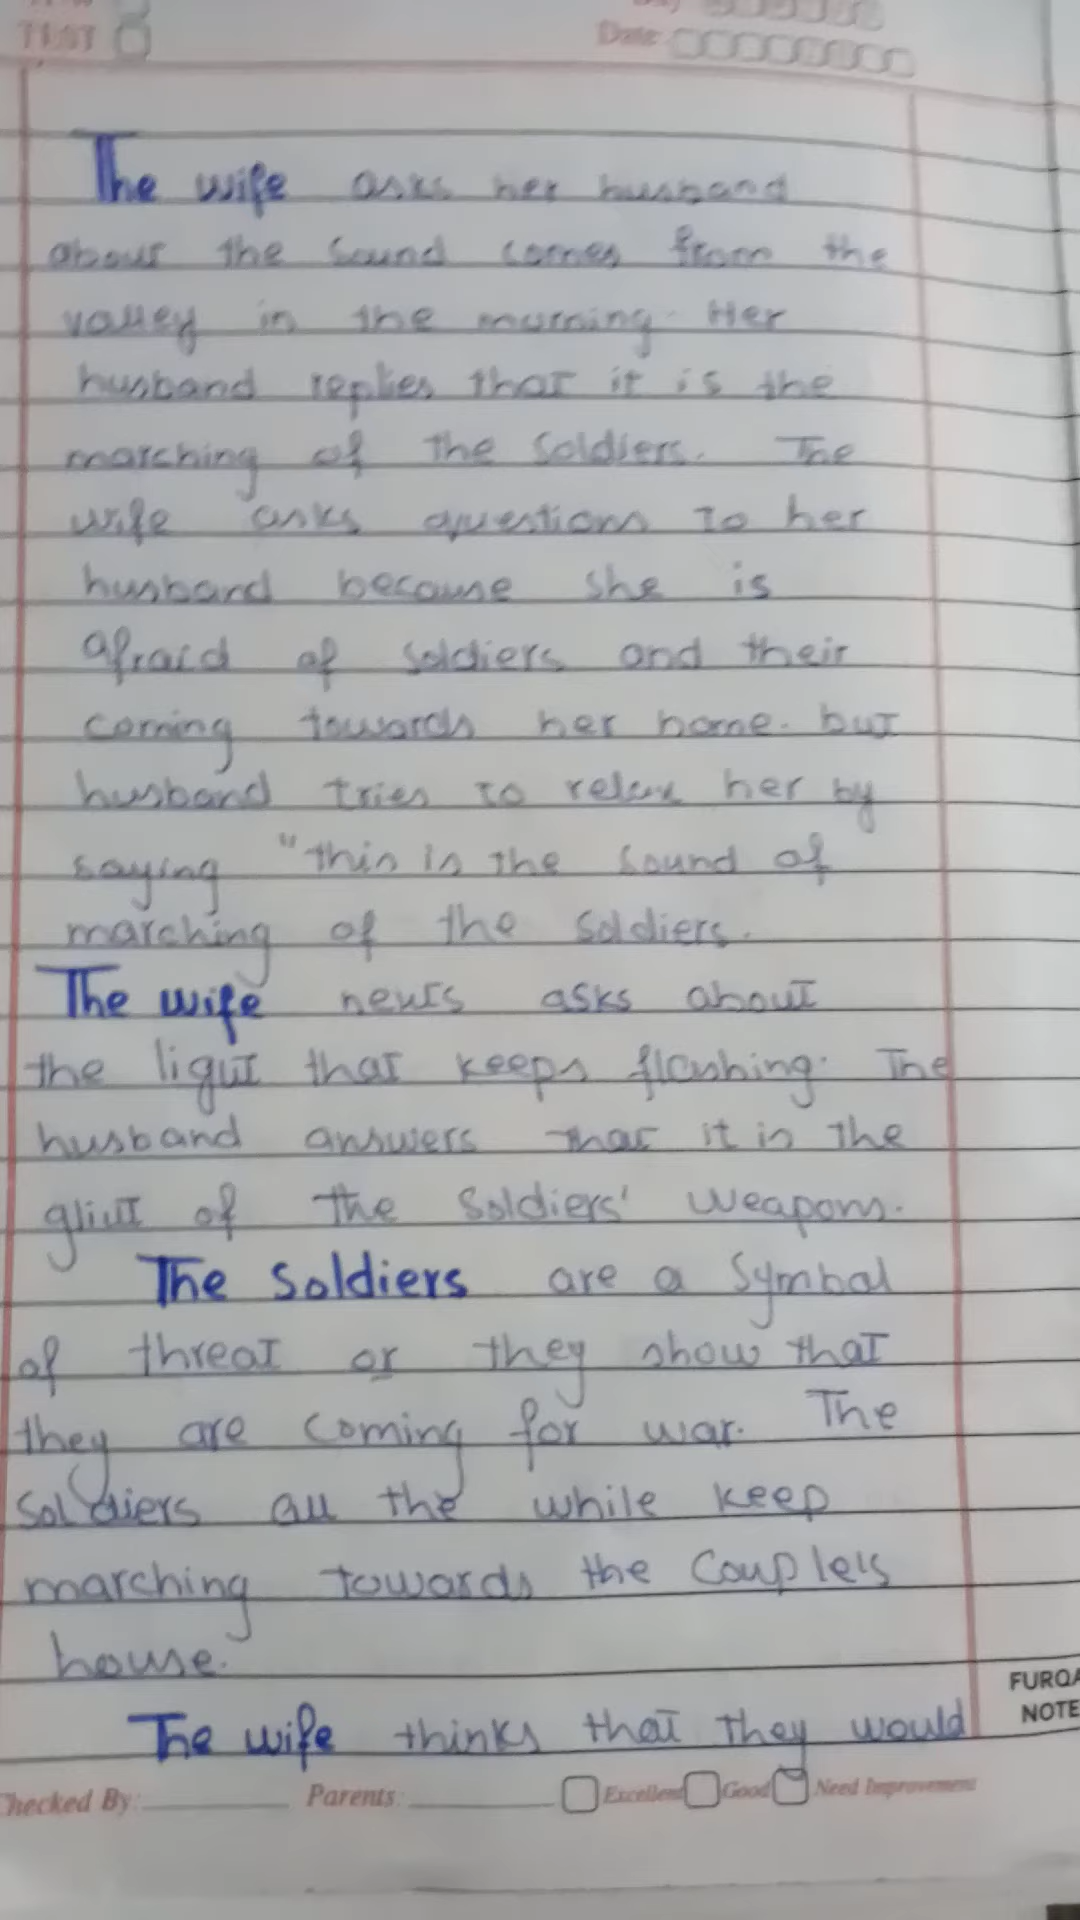 TEST
Date:
The wife asks her husband
about the sound comes from the
valley in the murning. Her
husband replies that it is the
marching of the soldiers. The
wife asks questions to her
husband because she is
afraid of soldiers and their
coming towards her home. but
husband tries to relax her by
saying "this is the sound of
marching of the soldiers.
The wife asks about
the light that keeps flashing. The
husband answers that it is the
glint of the soldiers' weapons.
The Soldiers are a Symbal
of threat or they show that
they are coming for war. The
Soldiers all the while keep
marching towards the Couple's
house.
The wife thinks that they would
FURQA
NOTE
Checked By: Parents: Excellent Good Need Improvement